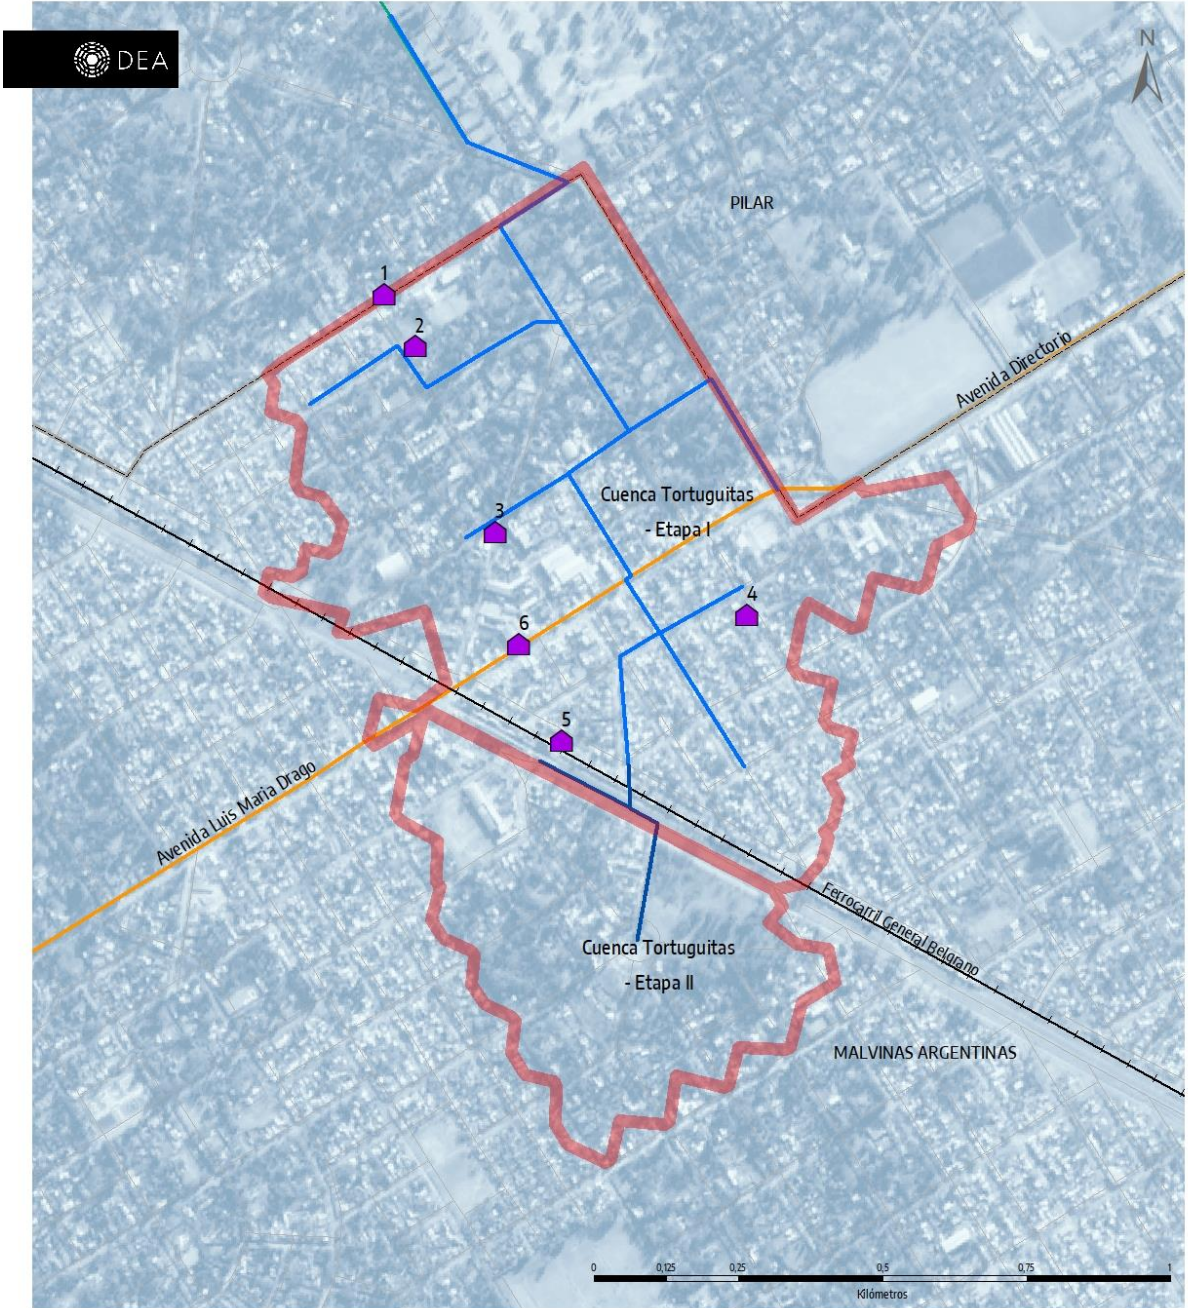 DEA
N
PILAR
1
2
Avenida Directorio
Cuenca Tortuguitas
- Etapa I
3
4
6
5
Avenida Luis Maria Drago
Ferrocarril General Belgrano
Cuenca Tortuguitas
- Etapa II
MALVINAS ARGENTINAS
0 0,125 0,25 0,5 0,75 1
Kilómetros